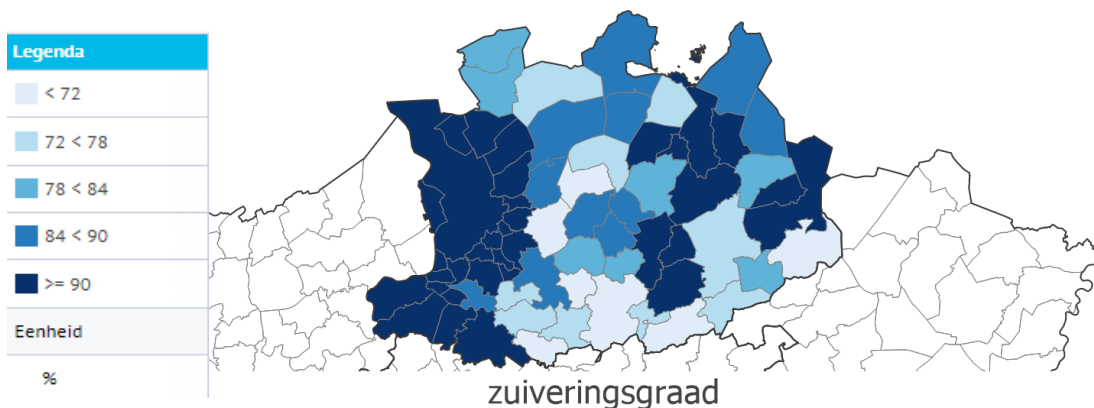 Legenda
< 72
72 < 78
78 < 84
84 < 90
>= 90
Eenheid
%
zuiveringsgraad